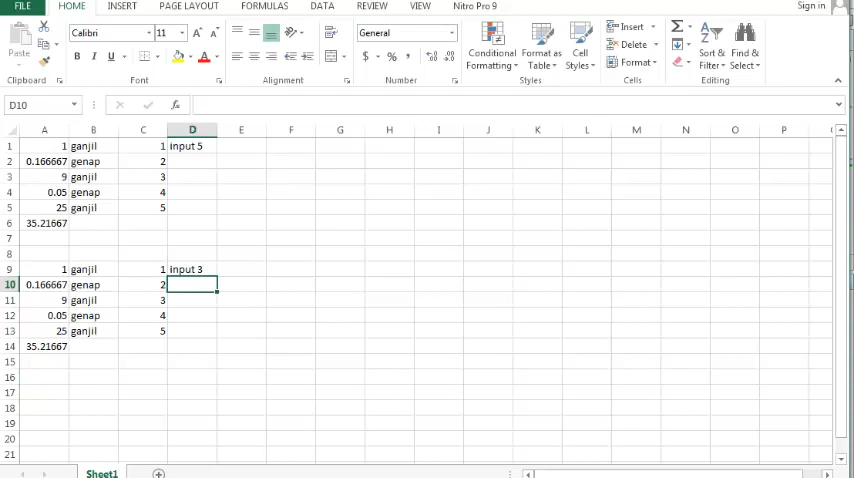 FILE HOME INSERT PAGE LAYOUT FORMULAS DATA REVIEW VIEW Nitro Pro 9 Sign in
Calibri 11 A A General Insert Σ
Paste Conditional Format as Cell Delete Sort & Find &
B I U A $ % , Formatting Table Styles Format Filter Select
Clipboard Font Alignment Number Styles Cells Editing
D10 fx
A B C D E F G H I J K L M N O P
1 1 ganjil 1 input 5
2 0.166667 genap 2
3 9 ganjil 3
4 0.05 genap 4
5 25 ganjil 5
6 35.21667
7
8
9 1 ganjil 1 input 3
10 0.166667 genap 2
11 9 ganjil 3
12 0.05 genap 4
13 25 ganjil 5
14 35.21667
15
16
17
18
19
20
21
Sheet1